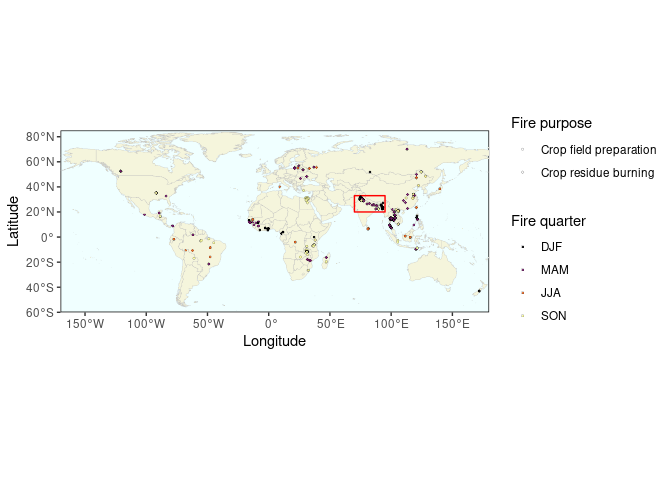 Fire purpose
Crop field preparation
Crop residue burning
Fire quarter
DJF
MAM
JJA
SON
Latitude
80°N
60°N
40°N
20°N
0°
20°S
40°S
60°S
150°W
100°W
50°W
0°
50°E
100°E
150°E
Longitude